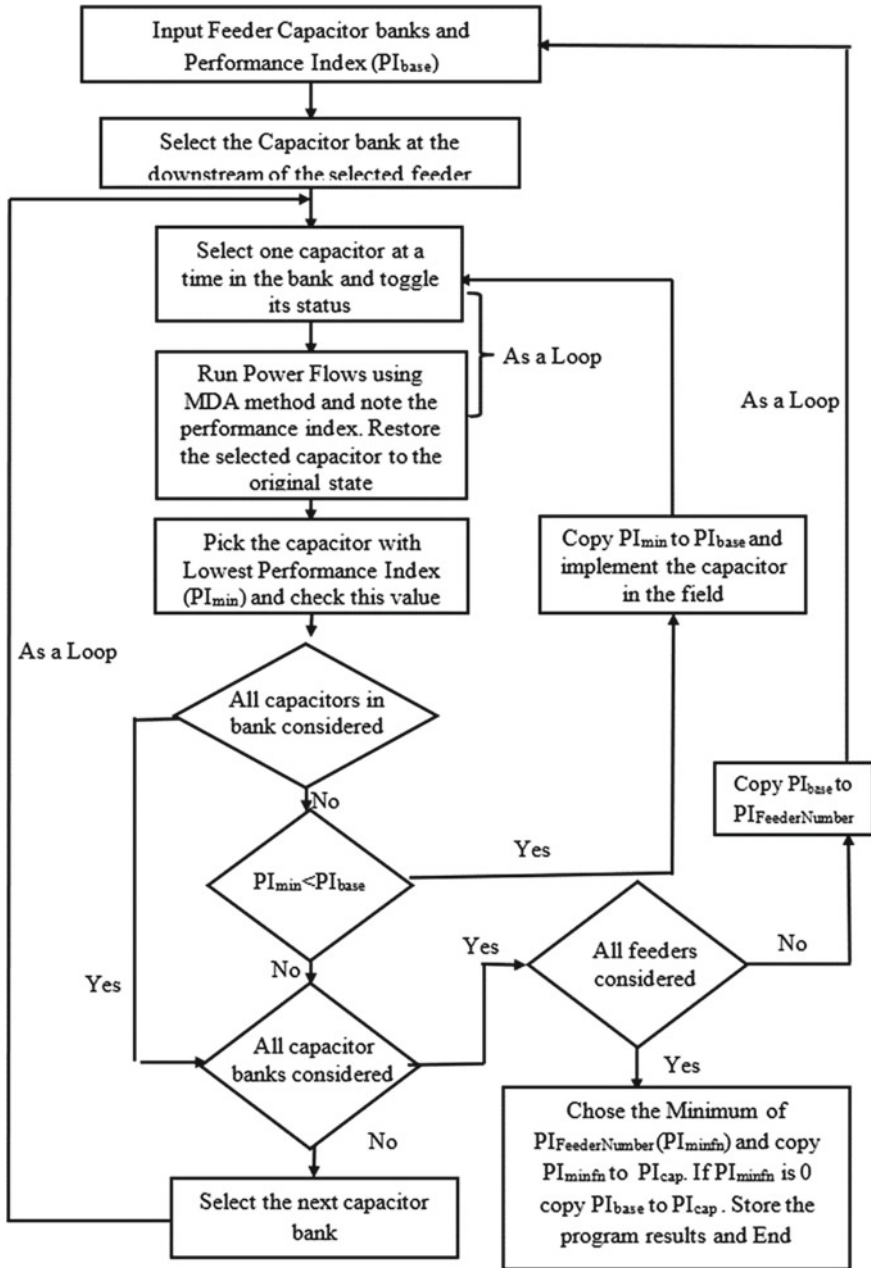 Input Feeder Capacitor banks and
Performance Index (PIbase)
Select the Capacitor bank at the
downstream of the selected feeder
Select one capacitor at a
time in the bank and toggle
its status
As a Loop
Run Power Flows using
MDA method and note the
performance index. Restore
the selected capacitor to the
original state
As a Loop
Pick the capacitor with
Lowest Performance Index
(PImin) and check this value
Copy PImin to PIbase and
implement the capacitor
in the field
As a Loop
All capacitors in
bank considered
No
Copy PIbase to
PIFeederNumber
PImin<PIbase
Yes
No
Yes
Yes
All feeders
considered
No
All capacitor
banks considered
Yes
No
Select the next capacitor
bank
Chose the Minimum of
PIFeederNumber(PIminfn) and copy
PIminfn to PIcap. If PIminfn is 0
copy PIbase to PIcap . Store the
program results and End